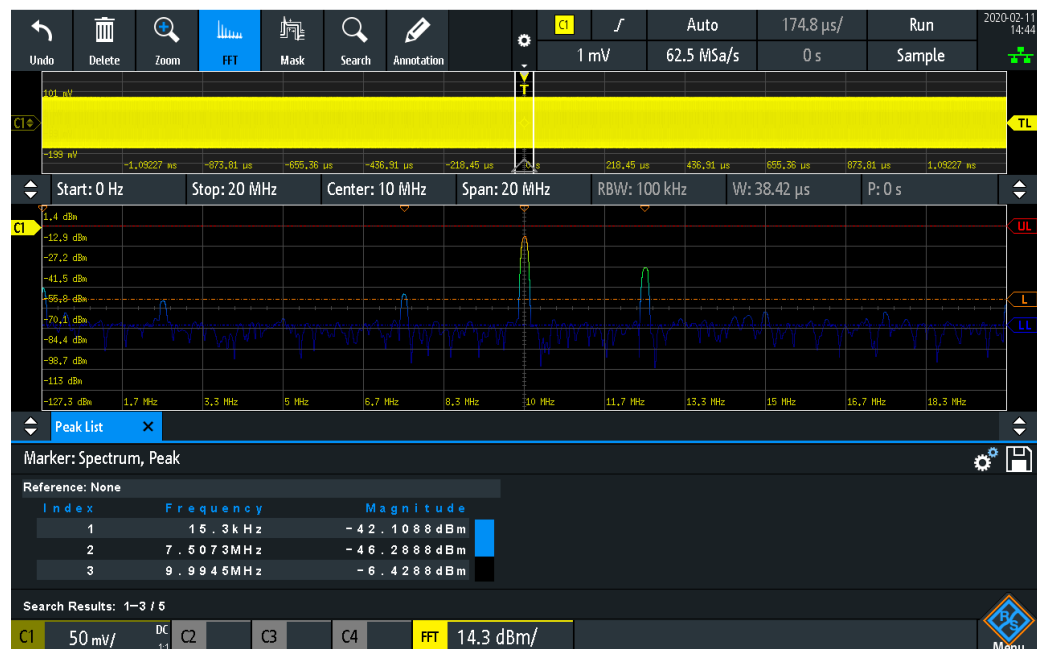 Undo Delete Zoom FFT Mask Search Annotation
C1 Auto 174.8 µs/ Run 2020-02-11 14:44
1 mV 62.5 MSa/s 0 s Sample
T
101 mV
C1 TL
-199 mV
-1.09227 ms -873.81 µs -655.36 µs -436.91 µs -218.45 µs 0 s 218.45 µs 436.91 µs 655.36 µs 873.81 µs 1.09227 ms
Start: 0 Hz Stop: 20 MHz Center: 10 MHz Span: 20 MHz RBW: 100 kHz W: 38.42 µs P: 0 s
1.4 dBm
C1 UL
-12.9 dBm
-27.2 dBm
-41.5 dBm
-55.8 dBm L
-70.1 dBm LL
-84.4 dBm
-98.7 dBm
-113 dBm
-127.3 dBm 1.7 MHz 3.3 MHz 5 MHz 6.7 MHz 8.3 MHz 10 MHz 11.7 MHz 13.3 MHz 15 MHz 16.7 MHz 18.3 MHz
Peak List
Marker: Spectrum, Peak
Reference: None
Index Frequency Magnitude
1 15.3kHz -42.1088dBm
2 7.5073MHz -46.2888dBm
3 9.9945MHz -6.4288dBm
Search Results: 1-3 / 5
C1 50 mV/ DC 1:1 C2 C3 C4 FFT 14.3 dBm/
R&S
Menu